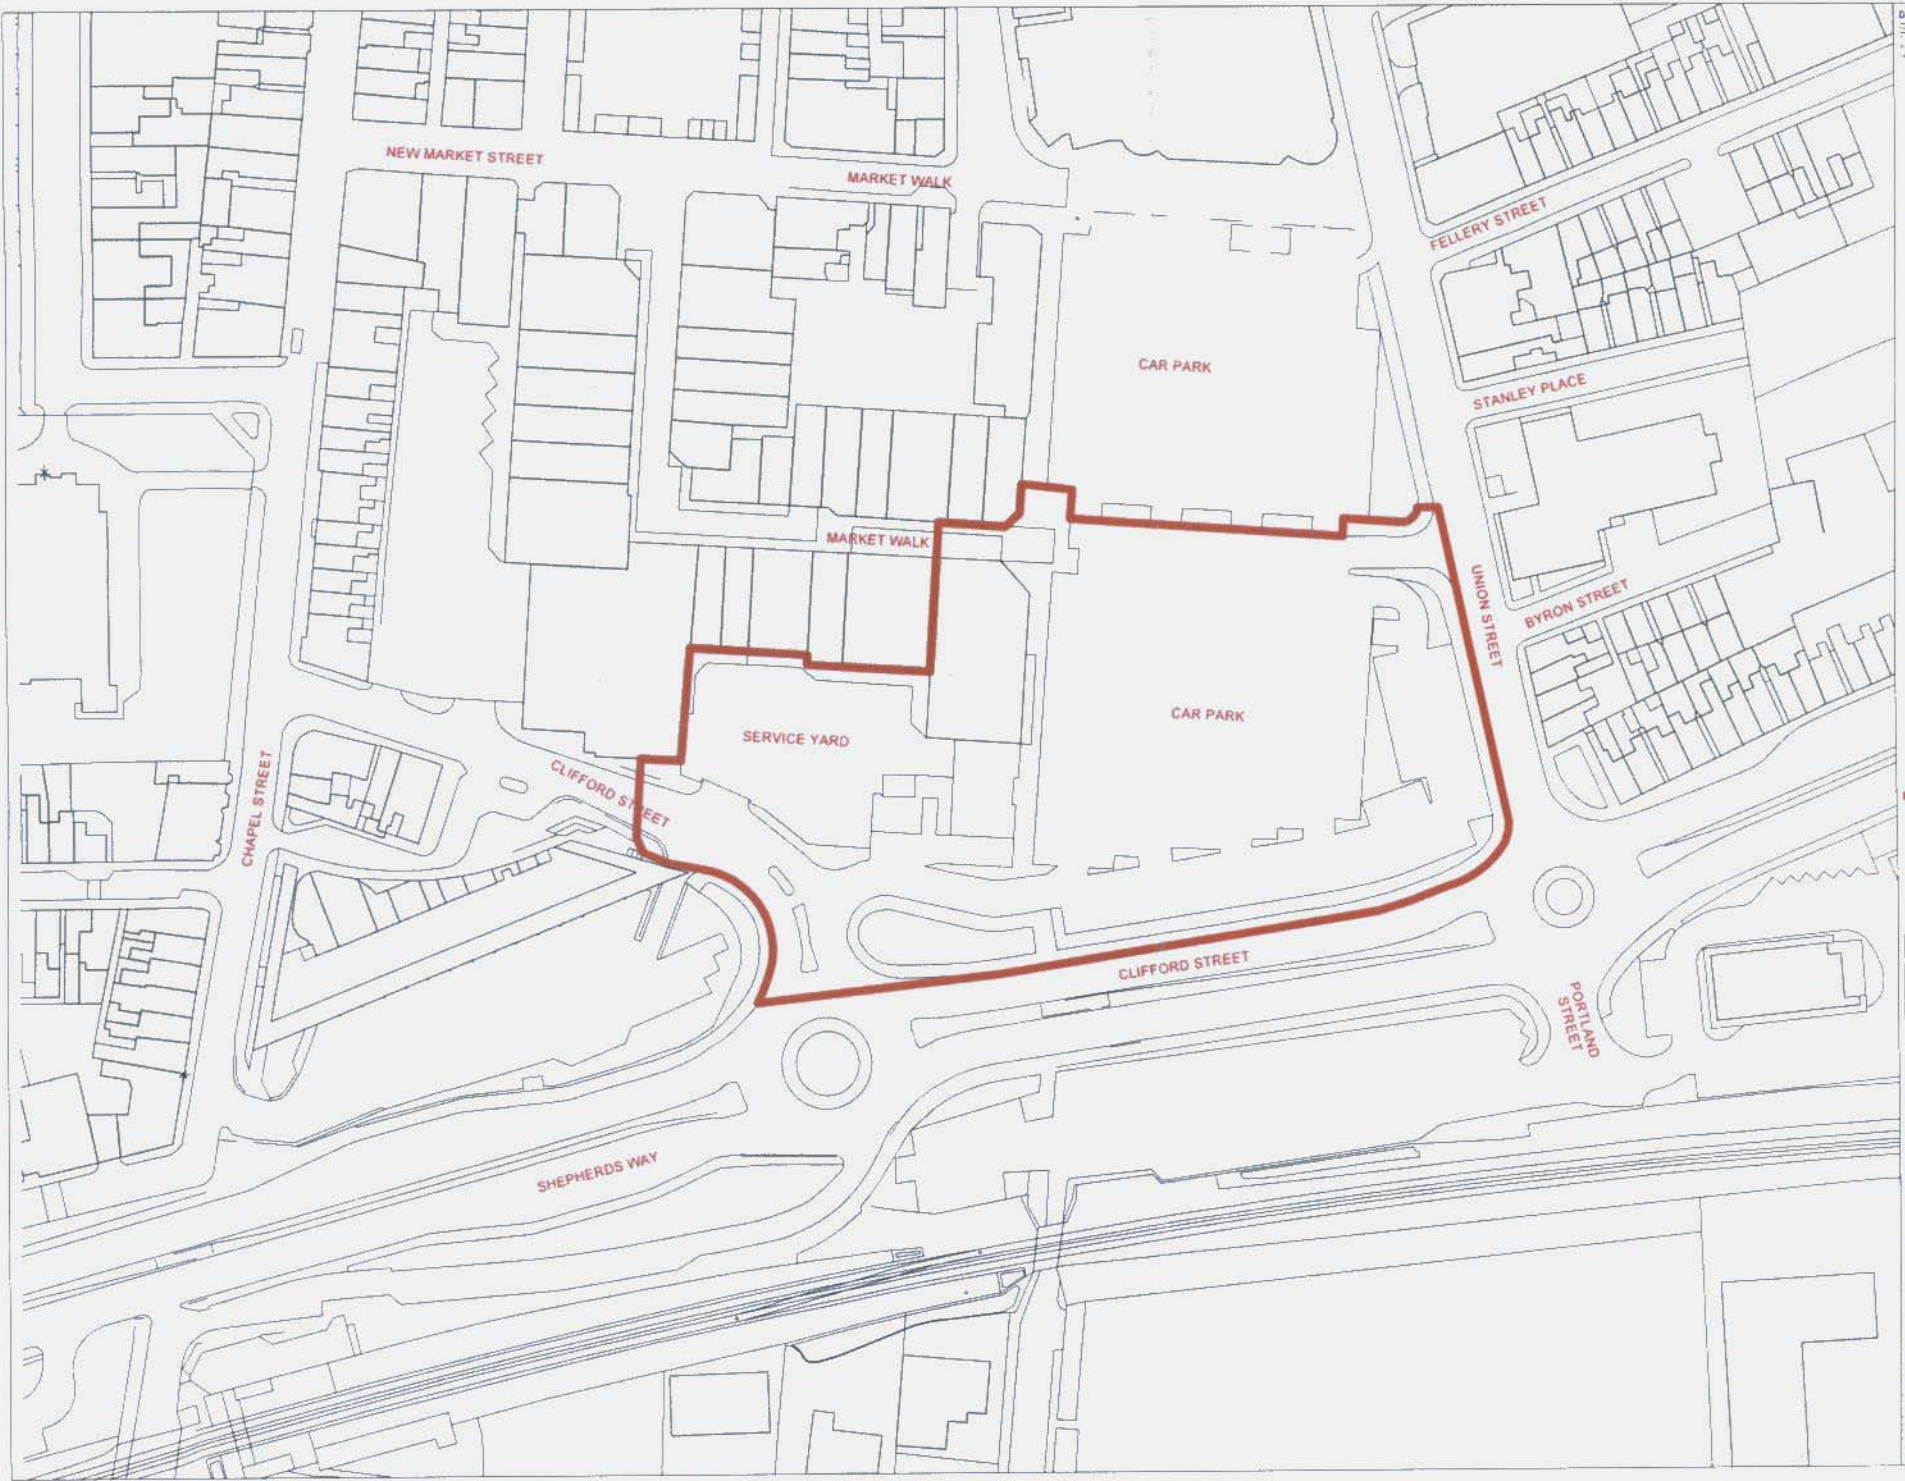 NEW MARKET STREET
MARKET WALK
FELLERY STREET
CAR PARK
STANLEY PLACE
MARKET WALK
UNION STREET
BYRON STREET
CAR PARK
SERVICE YARD
CLIFFORD STREET
CHAPEL STREET
CLIFFORD STREET
PORTLAND
STREET
SHEPHERDS WAY